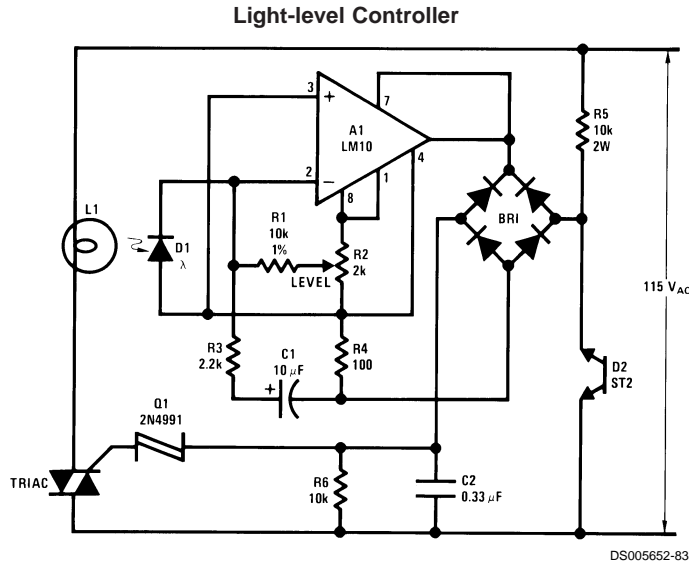 Light-level Controller
3
+
7
A1
LM10
4
2
−
8
1
R5
10k
2W
L1
D1
λ
R1
10k
1%
LEVEL
R2
2k
BRI
115 VAC
R3
2.2k
C1
10 μF
+
R4
100
D2
ST2
Q1
2N4991
TRIAC
R6
10k
C2
0.33 μF
DS005652-83